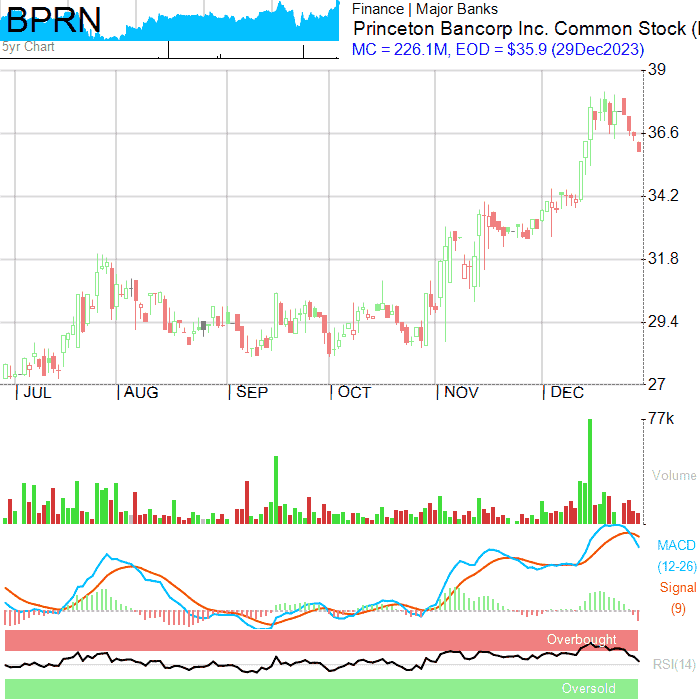 BPRN
5yr Chart
Finance | Major Banks
Princeton Bancorp Inc. Common Stock (
MC = 226.1M, EOD = $35.9 (29Dec2023)
39
36.6
34.2
31.8
29.4
27
JUL AUG SEP OCT NOV DEC
77k
Volume
MACD
(12-26)
Signal
(9)
Overbought
RSI(14)
Oversold